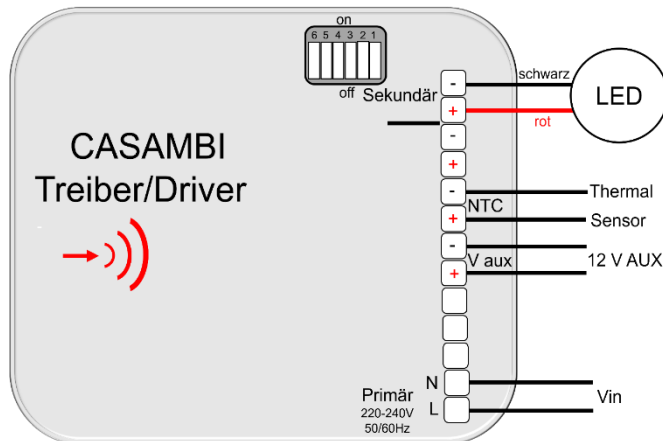 on
6 5 4 3 2 1
off
Sekundär
- schwarz
LED
+ rot
-
+
CASAMBI
Treiber/Driver
- Thermal
NTC
+ Sensor
-
V aux 12 V AUX
+
N
Primär
Vin
220-240V L
50/60Hz